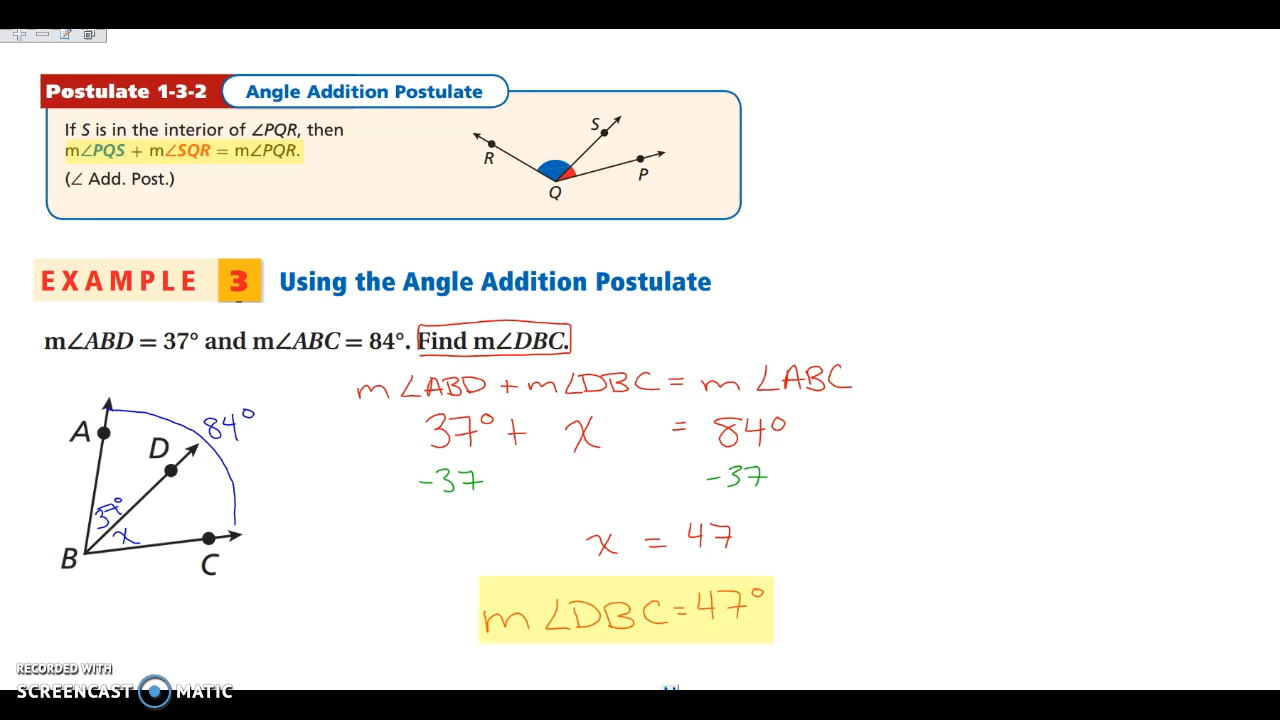 Postulate 1-3-2 Angle Addition Postulate
If S is in the interior of ∠PQR, then
m∠PQS + m∠SQR = m∠PQR.
(∠ Add. Post.)
R
S
P
Q
EXAMPLE 3 Using the Angle Addition Postulate
m∠ABD = 37° and m∠ABC = 84°. Find m∠DBC.
m ∠ABD + m ∠DBC = m ∠ABC
37° + x = 84°
-37 -37
x = 47
m ∠DBC = 47°
A
D
84°
37°
x
B
C
RECORDED WITH
SCREENCAST MATIC